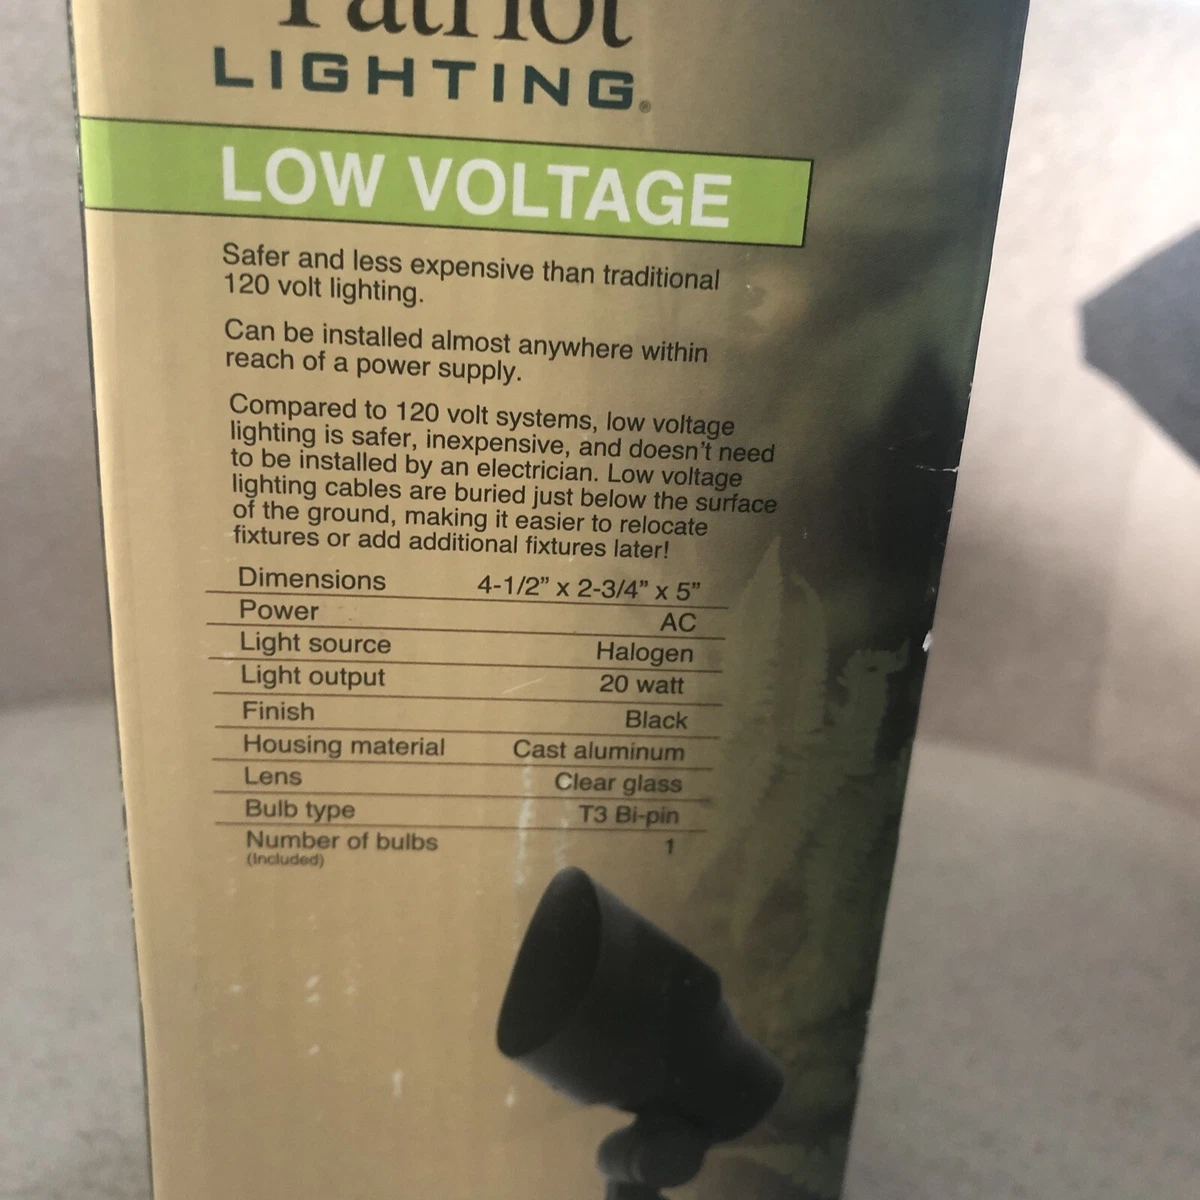 Patriot
LIGHTING®
LOW VOLTAGE
Safer and less expensive than traditional
120 volt lighting.
Can be installed almost anywhere within
reach of a power supply.
Compared to 120 volt systems, low voltage
lighting is safer, inexpensive, and doesn't need
to be installed by an electrician. Low voltage
lighting cables are buried just below the surface
of the ground, making it easier to relocate
fixtures or add additional fixtures later!
Dimensions 4-1/2" x 2-3/4" x 5"
Power AC
Light source Halogen
Light output 20 watt
Finish Black
Housing material Cast aluminum
Lens Clear glass
Bulb type T3 Bi-pin
Number of bulbs 1
(Included)